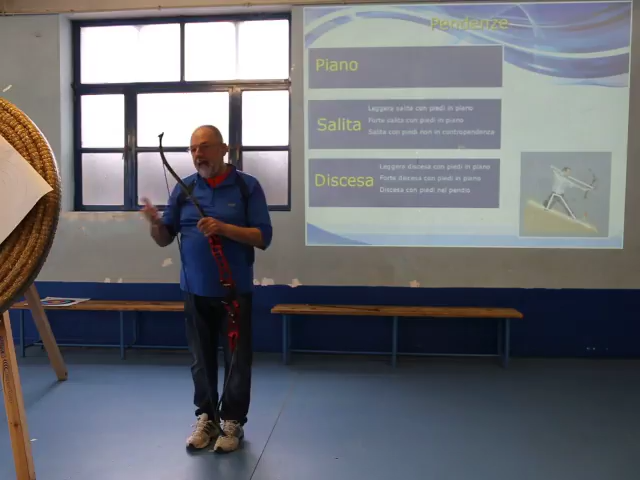 Pendenze
Piano
Salita
Leggera salita con piedi in piano
Forte salita con piedi in piano
Salita con piedi non in contropendenza
Discesa
Leggera discesa con piedi in piano
Forte discesa con piedi in piano
Discesa con piedi nel pendio